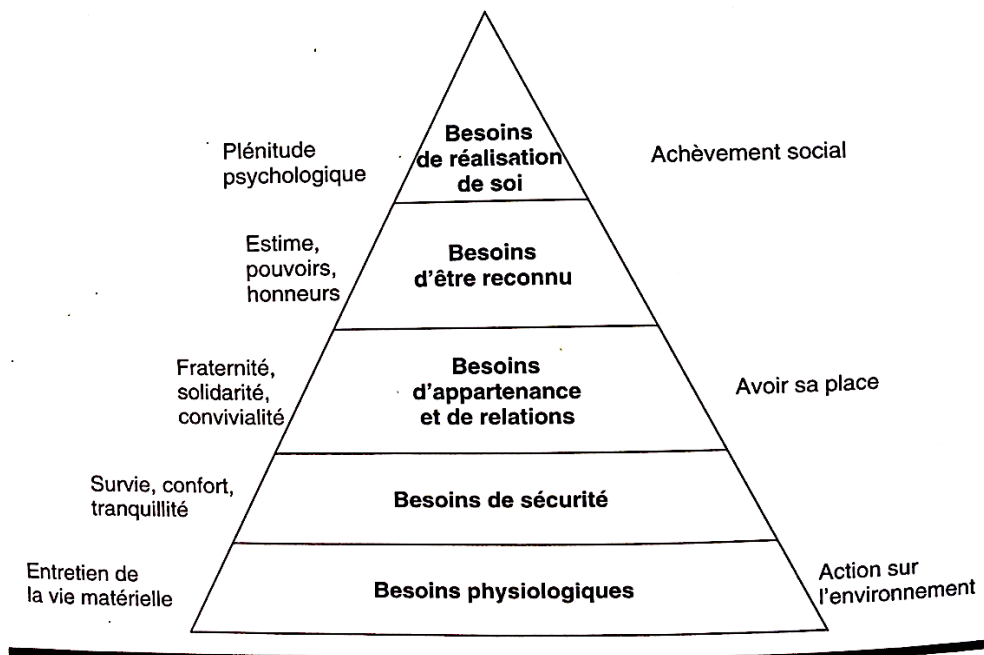 Plénitude
psychologique
Besoins
de réalisation
de soi
Achèvement social
Estime,
pouvoirs,
honneurs
Besoins
d'être reconnu
Fraternité,
solidarité,
convivialité
Besoins
d'appartenance
et de relations
Avoir sa place
Survie, confort,
tranquillité
Besoins de sécurité
Entretien de
la vie matérielle
Besoins physiologiques
Action sur
l'environnement